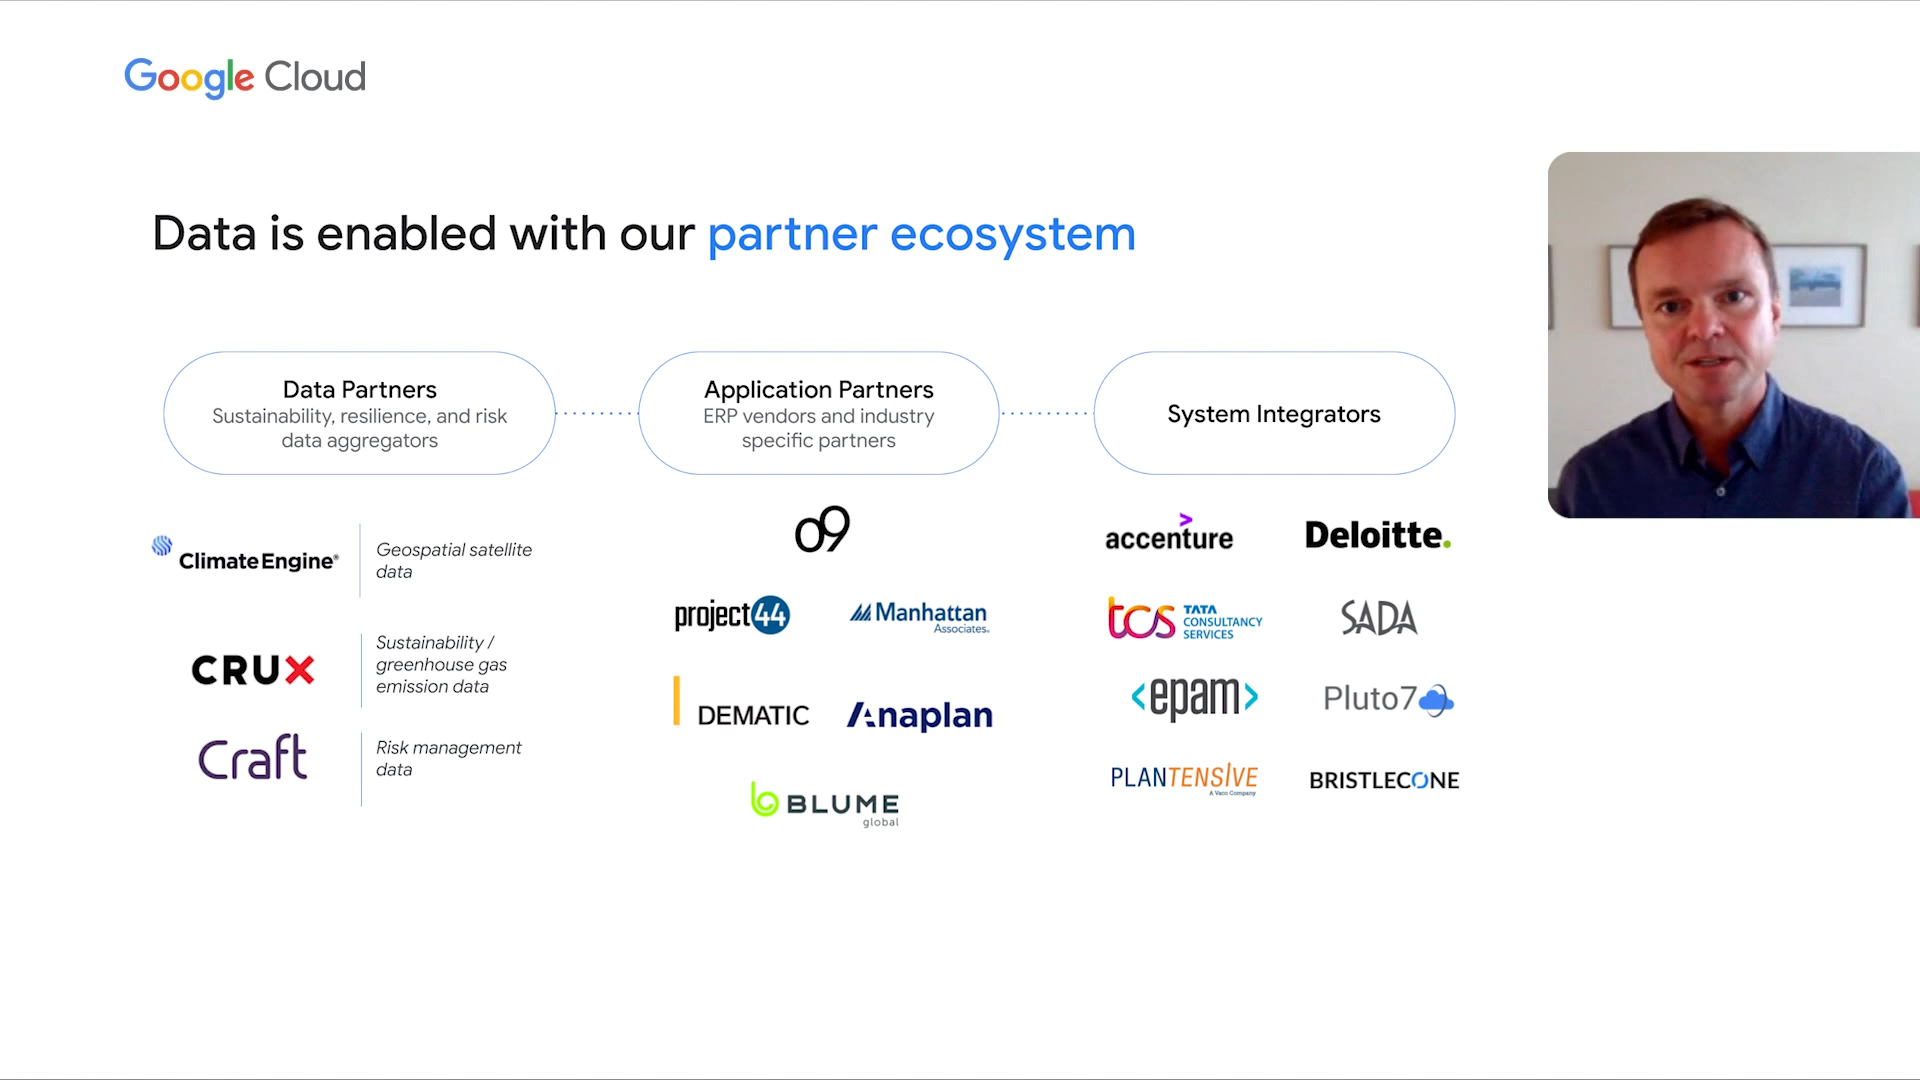 Google Cloud
Data is enabled with our partner ecosystem
Data Partners
Sustainability, resilience, and risk
data aggregators
Application Partners
ERP vendors and industry
specific partners
System Integrators
ClimateEngine®
Geospatial satellite
data
CRUX
Sustainability /
greenhouse gas
emission data
Craft
Risk management
data
o9
project44
Manhattan
Associates®
DEMATIC
Anaplan
BLUME
global
accenture
Deloitte.
tcs TATA
CONSULTANCY
SERVICES
SADA
<epam>
Pluto7
PLANTENSIVE
A Vaco Company
BRISTLECONE